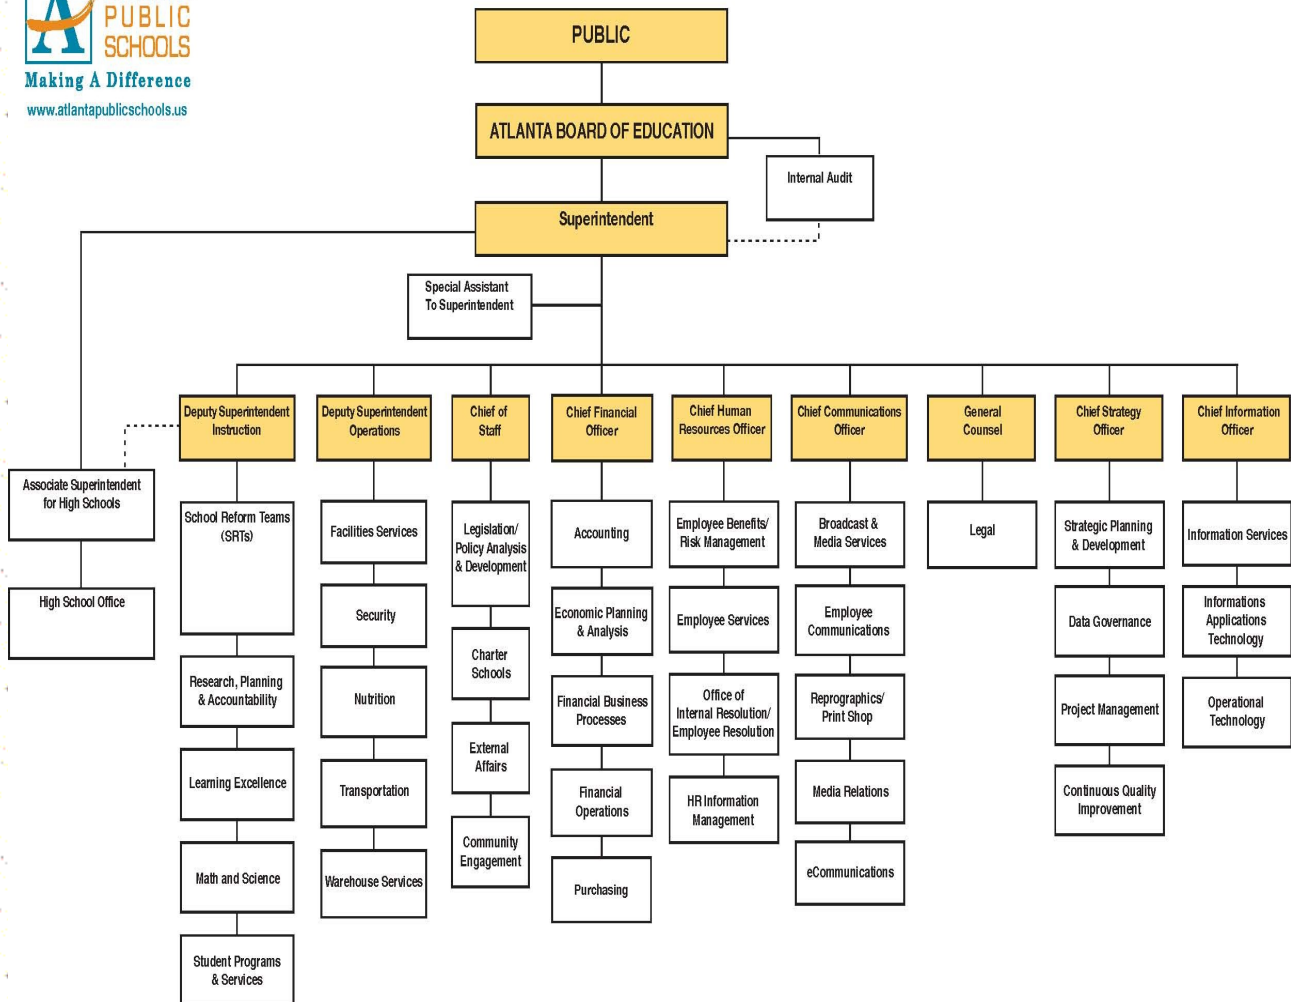 A
PUBLIC
SCHOOLS
Making A Difference
www.atlantapublicschools.us
PUBLIC
ATLANTA BOARD OF EDUCATION
Internal Audit
Superintendent
Special Assistant
To Superintendent
Deputy Superintendent
Instruction
Deputy Superintendent
Operations
Chief of
Staff
Chief Financial
Officer
Chief Human
Resources Officer
Chief Communications
Officer
General
Counsel
Chief Strategy
Officer
Chief Information
Officer
Associate Superintendent
for High Schools
High School Office
School Reform Teams
(SRTs)
Research, Planning
& Accountability
Learning Excellence
Math and Science
Student Programs
& Services
Facilities Services
Security
Nutrition
Transportation
Warehouse Services
Legislation/
Policy Analysis
& Development
Charter
Schools
External
Affairs
Community
Engagement
Accounting
Economic Planning
& Analysis
Financial Business
Processes
Financial
Operations
Purchasing
Employee Benefits/
Risk Management
Employee Services
Office of
Internal Resolution/
Employee Resolution
HR Information
Management
Broadcast &
Media Services
Employee
Communications
Reprographics/
Print Shop
Media Relations
eCommunications
Legal
Strategic Planning
& Development
Data Governance
Project Management
Continuous Quality
Improvement
Information Services
Informations
Applications
Technology
Operational
Technology